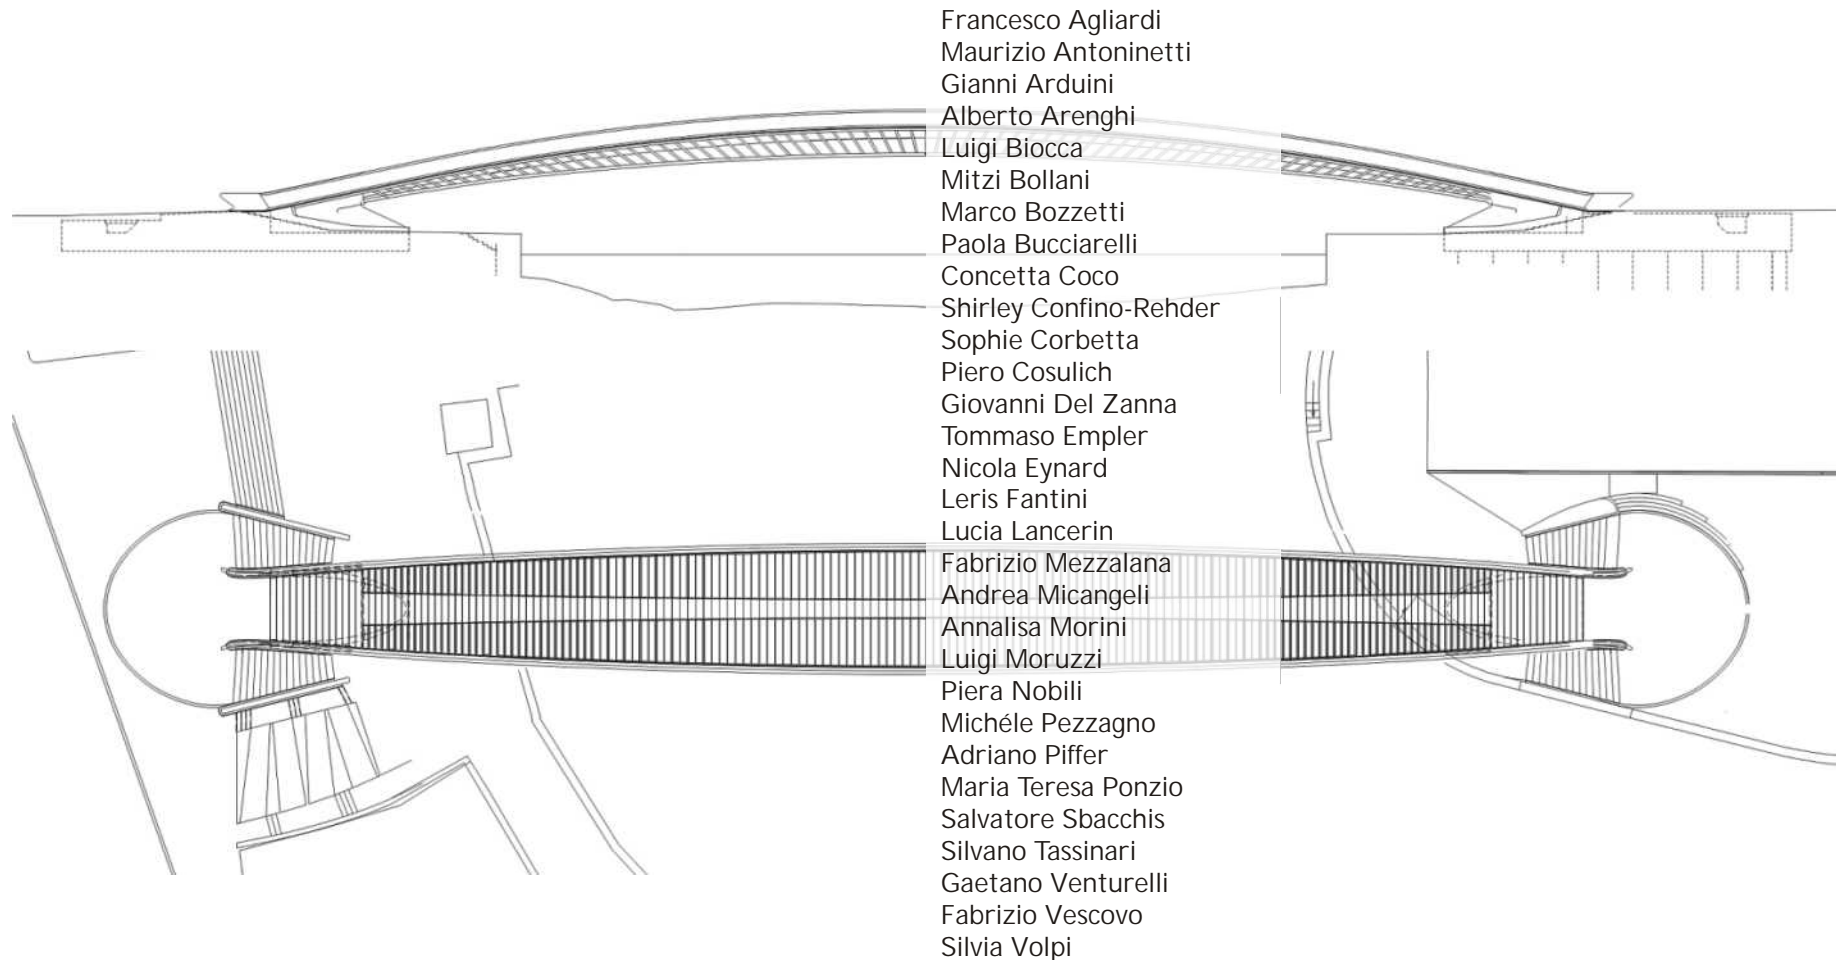 Francesco Agliardi
Maurizio Antoninetti
Gianni Arduini
Alberto Arenghi
Luigi Biocca
Mitzi Bollani
Marco Bozzetti
Paola Bucciarelli
Concetta Coco
Shirley Confino-Rehder
Sophie Corbetta
Piero Cosulich
Giovanni Del Zanna
Tommaso Empler
Nicola Eynard
Leris Fantini
Lucia Lancerin
Fabrizio Mezzalana
Andrea Micangeli
Annalisa Morini
Luigi Moruzzi
Piera Nobili
Michéle Pezzagno
Adriano Piffer
Maria Teresa Ponzio
Salvatore Sbacchis
Silvano Tassinari
Gaetano Venturelli
Fabrizio Vescovo
Silvia Volpi